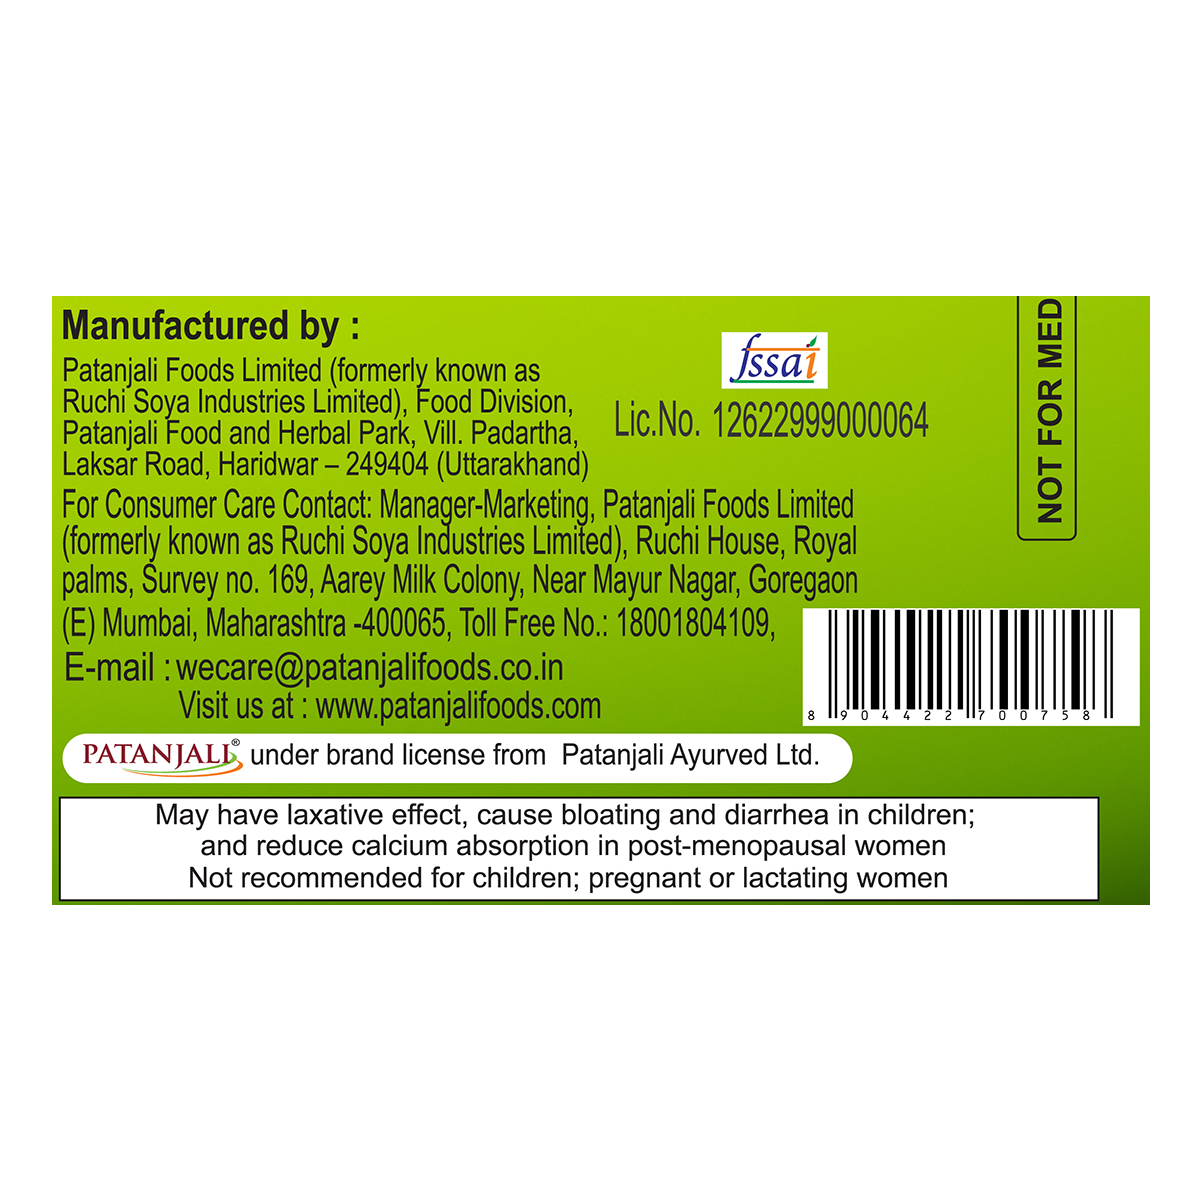 Manufactured by :
Patanjali Foods Limited (formerly known as
Ruchi Soya Industries Limited), Food Division,
Patanjali Food and Herbal Park, Vill. Padartha,
Laksar Road, Haridwar – 249404 (Uttarakhand)
fssai
Lic.No. 12622999000064
NOT FOR MED
For Consumer Care Contact: Manager-Marketing, Patanjali Foods Limited
(formerly known as Ruchi Soya Industries Limited), Ruchi House, Royal
palms, Survey no. 169, Aarey Milk Colony, Near Mayur Nagar, Goregaon
(E) Mumbai, Maharashtra -400065, Toll Free No.: 18001804109,
E-mail : wecare@patanjalifoods.co.in
Visit us at : www.patanjalifoods.com
8 904422 700758
PATANJALI® under brand license from Patanjali Ayurved Ltd.
May have laxative effect, cause bloating and diarrhea in children;
and reduce calcium absorption in post-menopausal women
Not recommended for children; pregnant or lactating women